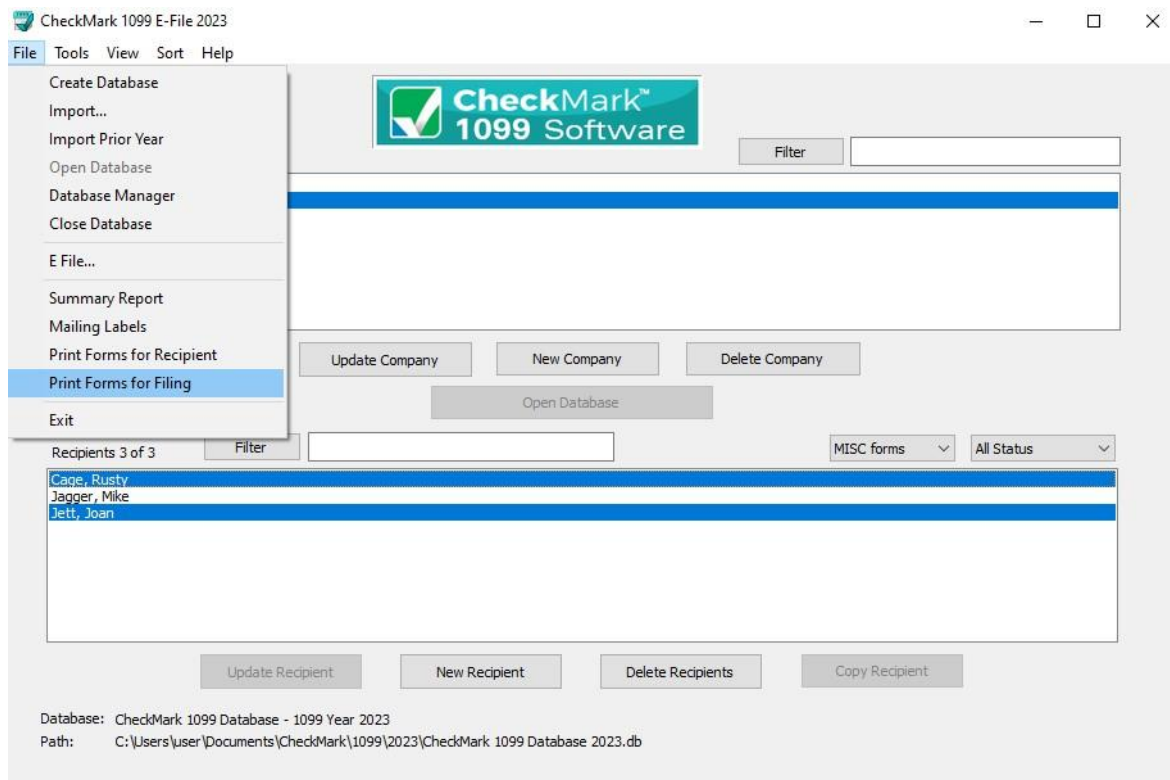 CheckMark 1099 E-File 2023
File Tools View Sort Help
Create Database
Import...
Import Prior Year
Open Database
Database Manager
Close Database
E File...
Summary Report
Mailing Labels
Print Forms for Recipient
Print Forms for Filing
Exit
CheckMark™
1099 Software
Filter
Update Company New Company Delete Company
Open Database
Recipients 3 of 3 Filter MISC forms All Status
Cage, Rusty
Jagger, Mike
Jett, Joan
Update Recipient New Recipient Delete Recipients Copy Recipient
Database: CheckMark 1099 Database - 1099 Year 2023
Path: C:\Users\user\Documents\CheckMark\1099\2023\CheckMark 1099 Database 2023.db